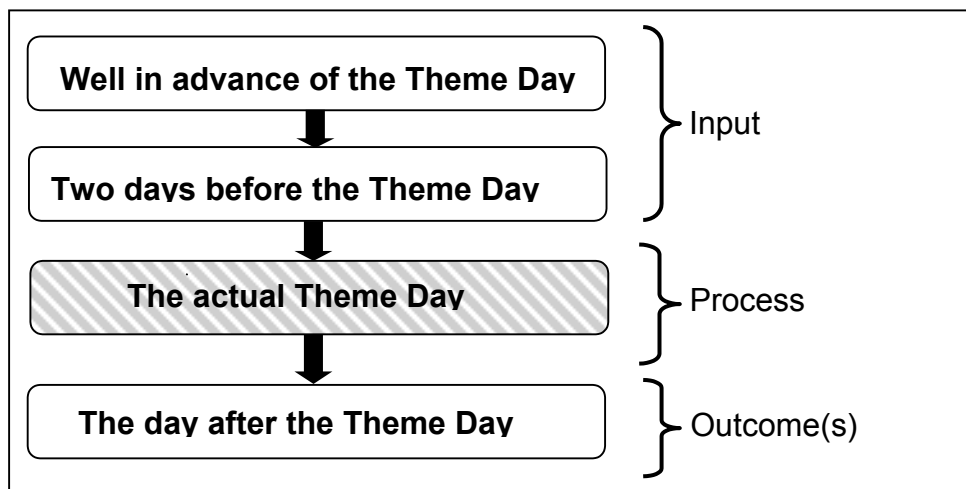 Well in advance of the Theme Day
Input
Two days before the Theme Day
The actual Theme Day
Process
The day after the Theme Day
Outcome(s)